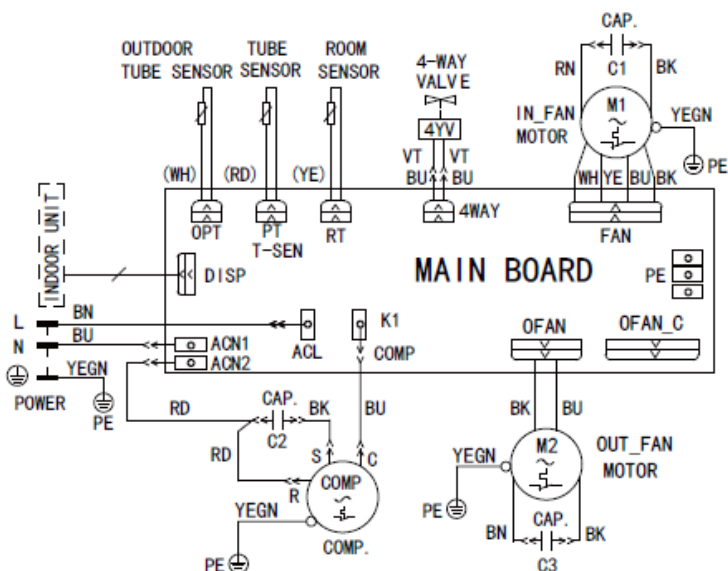 OUTDOOR
TUBE SENSOR
TUBE
SENSOR
ROOM
SENSOR
4-WAY
VALVE
4YV
CAP.
C1
RN
BK
M1
IN_FAN
MOTOR
YEGN
PE
(WH)
(RD)
(YE)
VT
VT
BU
BU
WH
YE
BU
BK
OPT
PT
T-SEN
RT
4WAY
FAN
INDOOR UNIT
DISP
MAIN BOARD
PE
L
BN
ACL
K1
COMP
OFAN
OFAN_C
N
BU
ACN1
ACN2
YEGN
POWER
PE
RD
CAP.
C2
BK
BU
BK
BU
RD
S
C
R
COMP
YEGN
PE
COMP.
M2
OUT_FAN
MOTOR
YEGN
PE
BN
CAP.
BK
C3